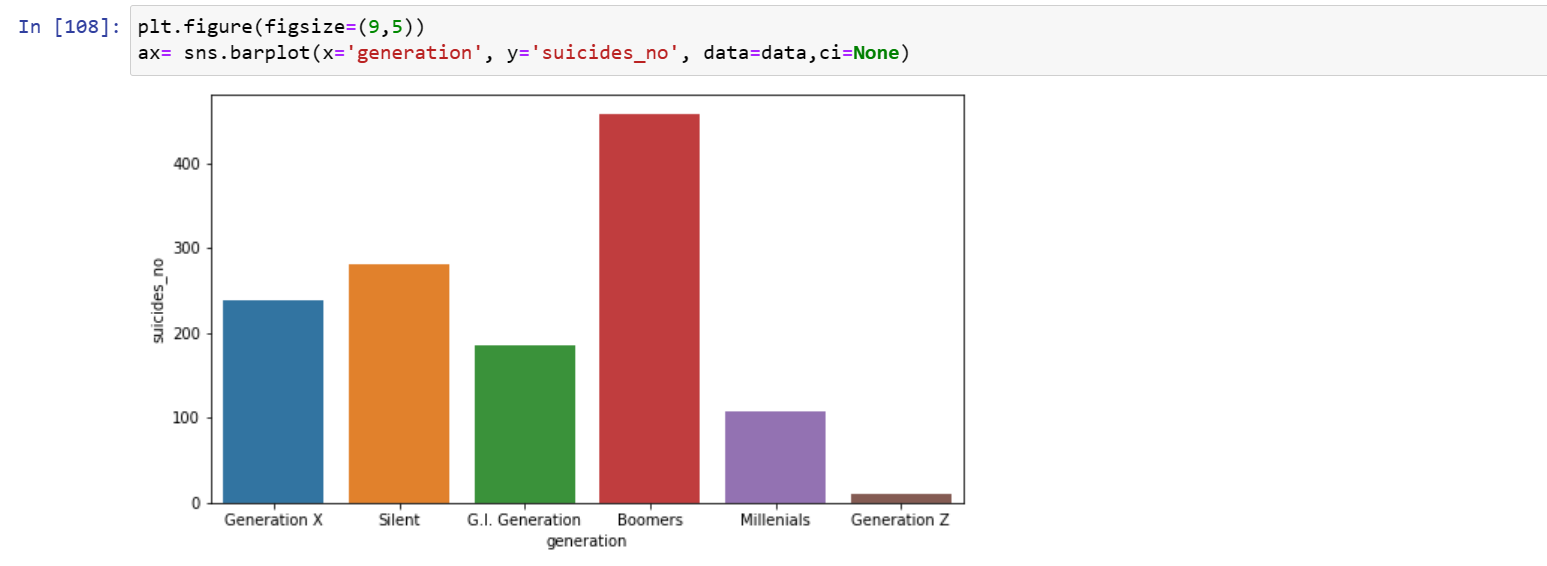 In [108]: plt.figure(figsize=(9,5))
ax= sns.barplot(x='generation', y='suicides_no', data=data,ci=None)
400
300
200
100
0
suicides_no
Generation X Silent G.I. Generation Boomers Millenials Generation Z
generation